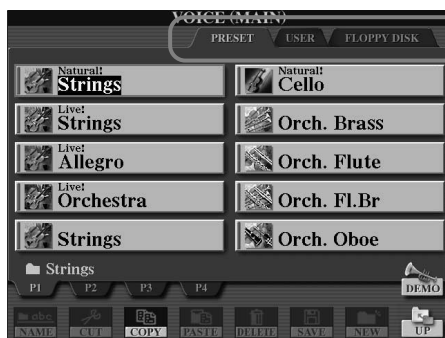 VOICE (MAIN)
PRESET USER FLOPPY DISK
Natural!
Strings
Natural!
Cello
Live!
Strings
Orch. Brass
Live!
Allegro
Orch. Flute
Live!
Orchestra
Orch. Fl.Br
Strings
Orch. Oboe
Strings
P1 P2 P3 P4
DEMO
abc
NAME CUT COPY PASTE DELETE SAVE NEW UP